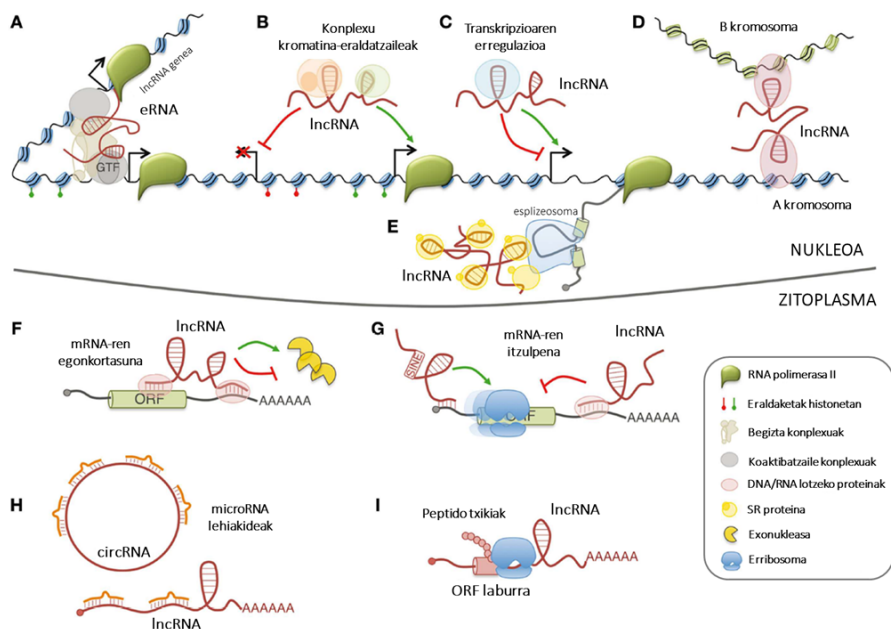 A
lncRNA genea
eRNA
GTF
B
Konplexu
kromatina-eraldatzaileak
lncRNA
C
Transkripzioaren
erregulazioa
lncRNA
D
B kromosoma
lncRNA
A kromosoma
E
esplizeosoma
lncRNA
NUKLEOA
ZITOPLASMA
F
mRNA-ren
egonkortasuna
lncRNA
ORF
AAAAAA
G
mRNA-ren
itzulpena
lncRNA
SINE
ORF
AAAAAA
H
circRNA
microRNA
lehiakideak
AAAAAA
lncRNA
I
Peptido txikiak
lncRNA
AAAAAA
ORF laburra
RNA polimerasa II
Eraldaketak histonetan
Begizta konplexuak
Koaktibatzaile konplexuak
DNA/RNA lotzeko proteinak
SR proteina
Exonukleasa
Erribosoma